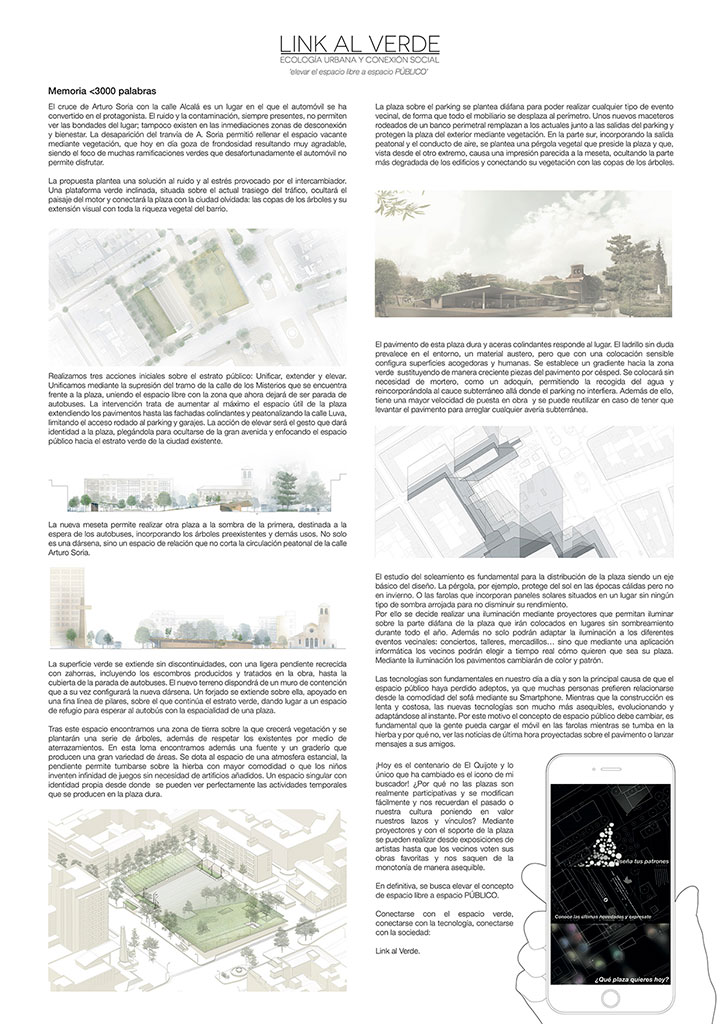 LINK AL VERDE
ECOLOGÍA URBANA Y CONEXIÓN SOCIAL
'elevar el espacio libre a espacio PÚBLICO'
Memoria <3000 palabras
El cruce de Arturo Soria con la calle Alcalá es un lugar en el que el automóvil se ha
convertido en el protagonista. El ruido y la contaminación, siempre presentes, no permiten
ver las bondades del lugar; tampoco existen en las inmediaciones zonas de desconexión
y bienestar. La desaparición del tranvía de A. Soria permitió rellenar el espacio vacante
mediante vegetación, que hoy en día goza de frondosidad resultando muy agradable,
siendo el foco de muchas ramificaciones verdes que desafortunadamente el automóvil no
permite disfrutar.
La propuesta plantea una solución al ruido y al estrés provocado por el intercambiador.
Una plataforma verde inclinada, situada sobre el actual trasiego del tráfico, ocultará el
paisaje del motor y conectará la plaza con la ciudad olvidada: las copas de los árboles y su
extensión visual con toda la riqueza vegetal del barrio.
Realizamos tres acciones iniciales sobre el estrato público: Unificar, extender y elevar.
Unificamos mediante la supresión del tramo de la calle de los Misterios que se encuentra
frente a la plaza, uniendo el espacio libre con la zona que ahora dejará de ser parada de
autobuses. La intervención trata de aumentar al máximo el espacio útil de la plaza
extendiendo los pavimentos hasta las fachadas colindantes y peatonalizando la calle Luva,
limitando el acceso rodado al parking y garajes. La acción de elevar será el gesto que dará
identidad a la plaza, plegándola para ocultarse de la gran avenida y enfocando el espacio
público hacia el estrato verde de la ciudad existente.
La nueva meseta permite realizar otra plaza a la sombra de la primera, destinada a la
espera de los autobuses, incorporando los árboles preexistentes y demás usos. No solo
es una dársena, sino un espacio de relación que no corta la circulación peatonal de la calle
Arturo Soria.
La superficie verde se extiende sin discontinuidades, con una ligera pendiente recrecida
con zahorras, incluyendo los escombros producidos y tratados en la obra, hasta la
cubierta de la parada de autobuses. El nuevo terreno dispondrá de un muro de contención
que a su vez configurará la nueva dársena. Un forjado se extiende sobre ella, apoyado en
una fina línea de pilares, sobre el que continúa el estrato verde, dando lugar a un espacio
de refugio para esperar al autobús con la espacialidad de una plaza.
Tras este espacio encontramos una zona de tierra sobre la que crecerá vegetación y se
plantarán una serie de árboles, además de respetar los existentes por medio de
aterrazamientos. En esta loma encontramos además una fuente y un graderío que
producen una gran variedad de áreas. Se dota al espacio de una atmosfera estancial, la
pendiente permite tumbarse sobre la hierba con mayor comodidad o que los niños
inventen infinidad de juegos sin necesidad de artificios añadidos. Un espacio singular con
identidad propia desde donde se pueden ver perfectamente las actividades temporales
que se producen en la plaza dura.
La plaza sobre el parking se plantea diáfana para poder realizar cualquier tipo de evento
vecinal, de forma que todo el mobiliario se desplaza al perímetro. Unos nuevos maceteros
rodeados de un banco perimetral remplazan a los actuales junto a las salidas del parking y
protegen la plaza del exterior mediante vegetación. En la parte sur, incorporando la salida
peatonal y el conducto de aire, se plantea una pérgola vegetal que preside la plaza y que,
vista desde el otro extremo, causa una impresión parecida a la meseta, ocultando la parte
más degradada de los edificios y conectando su vegetación con las copas de los árboles.
El pavimento de esta plaza dura y aceras colindantes responde al lugar. El ladrillo sin duda
prevalece en el entorno, un material austero, pero que con una colocación sensible
configura superficies acogedoras y humanas. Se establece un gradiente hacia la zona
verde sustituyendo de manera creciente piezas del pavimento por césped. Se colocará sin
necesidad de mortero, como un adoquín, permitiendo la recogida del agua y
reincorporándola al cauce subterráneo allá donde el parking no interfiera. Además de ello,
tiene una mayor velocidad de puesta en obra y se puede reutilizar en caso de tener que
levantar el pavimento para arreglar cualquier avería subterránea.
El estudio del soleamiento es fundamental para la distribución de la plaza siendo un eje
básico del diseño. La pérgola, por ejemplo, protege del sol en las épocas cálidas pero no
en invierno. O las farolas que incorporan paneles solares situados en un lugar sin ningún
tipo de sombra arrojada para no disminuir su rendimiento.
Por ello se decide realizar una iluminación mediante proyectores que permitan iluminar
sobre la parte diáfana de la plaza que irán colocados en lugares sin sombreamiento
durante todo el año. Además no solo podrán adaptar la iluminación a los diferentes
eventos vecinales: conciertos, talleres, mercadillos… sino que mediante una aplicación
informática los vecinos podrán elegir a tiempo real cómo quieren que sea su plaza.
Mediante la iluminación los pavimentos cambiarán de color y patrón.
Las tecnologías son fundamentales en nuestro día a día y son la principal causa de que el
espacio público haya perdido adeptos, ya que muchas personas prefieren relacionarse
desde la comodidad del sofá mediante su Smartphone. Mientras que la construcción es
lenta y costosa, las nuevas tecnologías son mucho más asequibles, evolucionando y
adaptándose al instante. Por este motivo el concepto de espacio público debe cambiar, es
fundamental que la gente pueda cargar el móvil en las farolas mientras se tumba en la
hierba y por qué no, ver las noticias de última hora proyectadas sobre el pavimento o lanzar
mensajes a sus amigos.
¡Hoy es el centenario de El Quijote y lo
único que ha cambiado es el icono de mi
buscador! ¿Por qué no las plazas son
realmente participativas y se modifican
fácilmente y nos recuerdan el pasado o
nuestra cultura poniendo en valor
nuestros lazos y vínculos? Mediante
proyectores y con el soporte de la plaza
se pueden realizar desde exposiciones de
artistas hasta que los vecinos voten sus
obras favoritas y nos saquen de la
monotonía de manera asequible.
En definitiva, se busca elevar el concepto
de espacio libre a espacio PÚBLICO.
Conectarse con el espacio verde,
conectarse con la tecnología, conectarse
con la sociedad:
Link al Verde.
eña tus patrones
Conoce las últimas novedades y exprésate
¿Qué plaza quieres hoy?